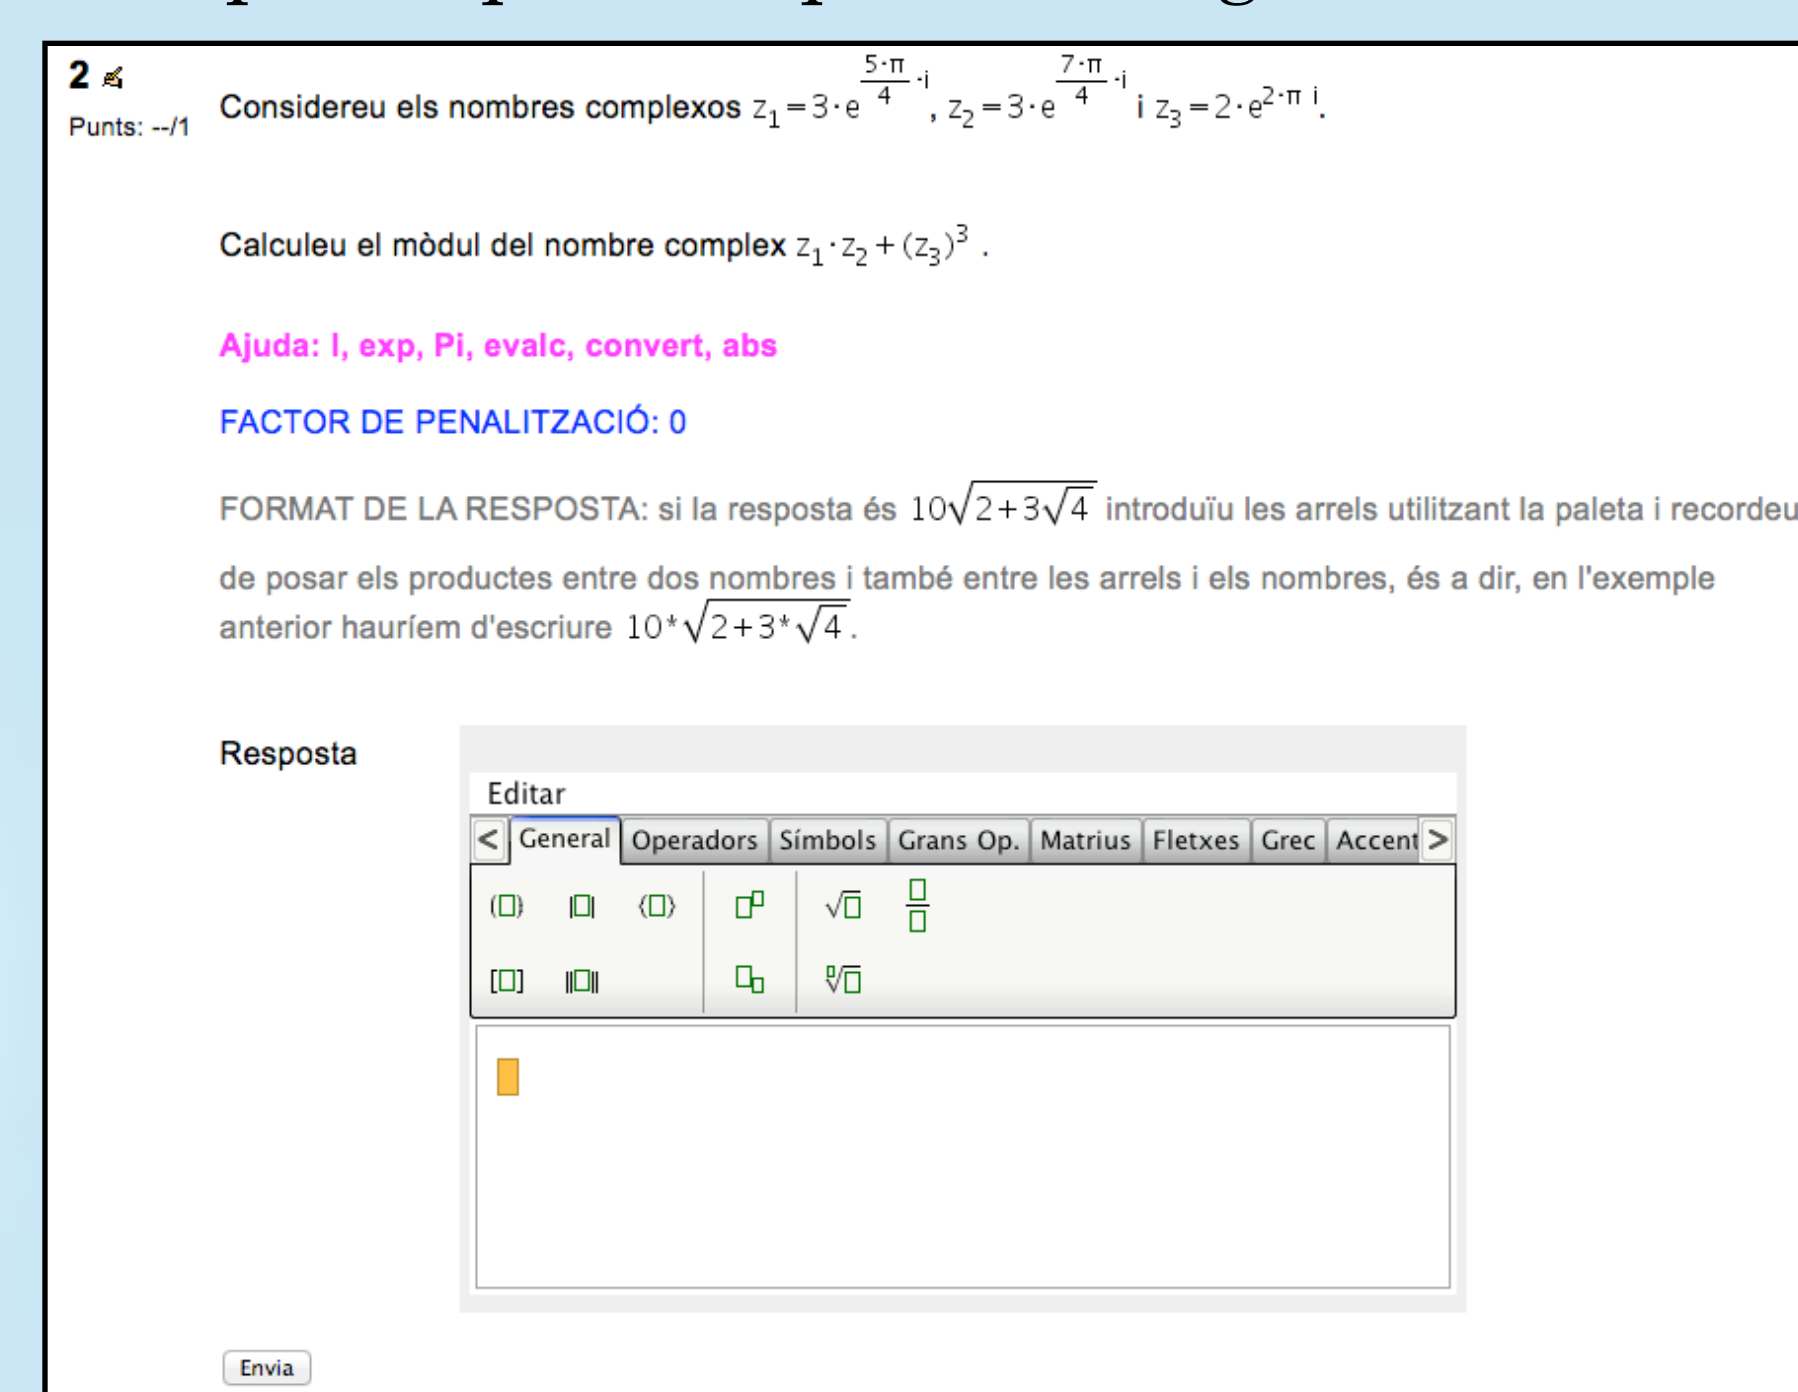 2
Punts: --/1
Considereu els nombres complexos z₁=3·e^(5·π/4 ·i), z₂=3·e^(7·π/4 ·i) i z₃=2·e^(2·π i).
Calculeu el mòdul del nombre complex z₁·z₂+(z₃)³ .
Ajuda: I, exp, Pi, evalc, convert, abs
FACTOR DE PENALITZACIÓ: 0
FORMAT DE LA RESPOSTA: si la resposta és 10√(2+3√4) introduïu les arrels utilitzant la paleta i recordeu
de posar els productes entre dos nombres i també entre les arrels i els nombres, és a dir, en l'exemple
anterior hauríem d'escriure 10*√(2+3*√4).
Resposta
Editar
< General Operadors Símbols Grans Op. Matrius Fletxes Grec Accent >
Envia